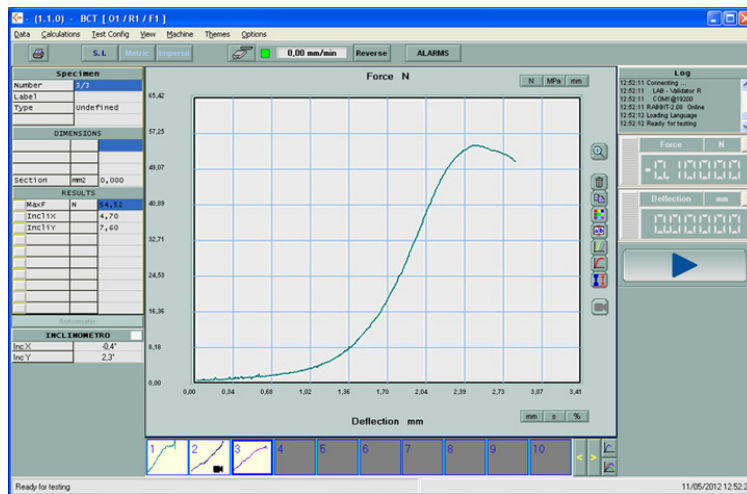 - (1.1.0) - BCT [ 01 / R1 / F1 ]
Data Calculations Test Config View Machine Themes Options
S.L Metric Imperial 0,00 mm/min Reverse ALARMS
Specimen
Number 3/3
Label
Type Undefined
DIMENSIONS
Section mm2 0,000
RESULTS
MaxF N 54,52
IncliX 4,70
IncliY 7,60
Automatic
INCLINOMETRO
Inc X -0,4°
Inc Y 2,3°
Force N
N MPa mm
65,42
57,25
49,07
40,89
32,71
24,53
16,36
8,18
0,00
0,00 0,34 0,68 1,02 1,36 1,70 2,04 2,39 2,73 3,07 3,41
Deflection mm
mm s %
1 2 3 4 5 6 7 8 9 10
< >
Log
12:52:11 Connecting ...
12:52:11 LAB - Validator R
12:52:11 COM1@19200
12:52:11 RABBIT-2.00 Online
12:52:12 Loading Language
12:52:12 Ready for testing
Force N
-0.10000
Deflection mm
000000
Ready for testing
11/05/2012 12:52:2